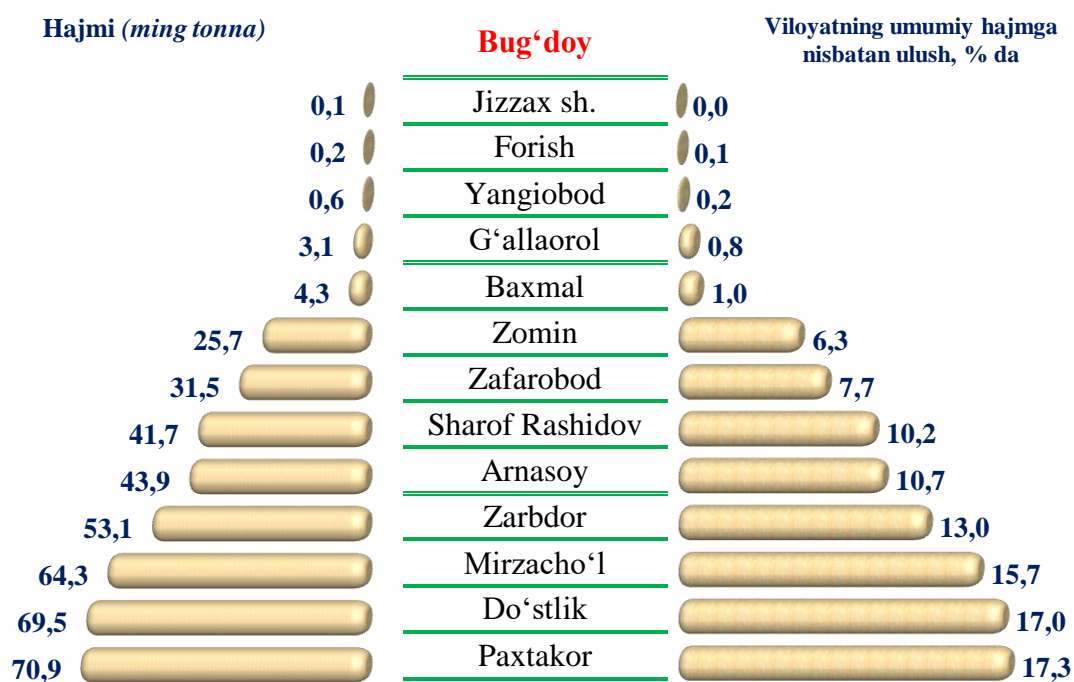 Hajmi (ming tonna)
Bug‘doy
Viloyatning umumiy hajmga
nisbatan ulush, % da
0,1 Jizzax sh. 0,0
0,2 Forish 0,1
0,6 Yangiobod 0,2
3,1 G‘allaorol 0,8
4,3 Baxmal 1,0
25,7 Zomin 6,3
31,5 Zafarobod 7,7
41,7 Sharof Rashidov 10,2
43,9 Arnasoy 10,7
53,1 Zarbdor 13,0
64,3 Mirzacho‘l 15,7
69,5 Do‘stlik 17,0
70,9 Paxtakor 17,3